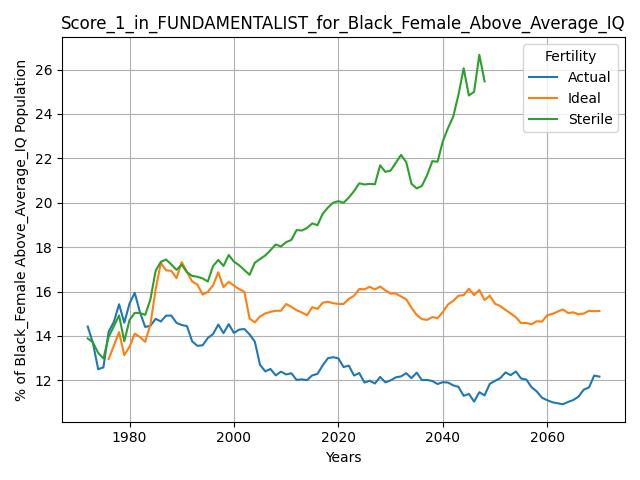 Score_1_in_FUNDAMENTALIST_for_Black_Female_Above_Average_IQ
% of Black_Female Above_Average_IQ Population
26
24
22
20
18
16
14
12
Fertility
Actual
Ideal
Sterile
1980 2000 2020 2040 2060
Years